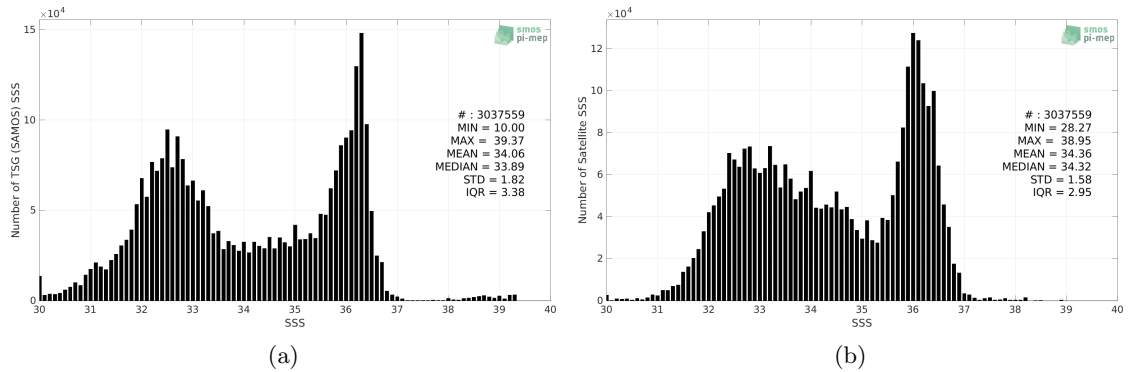 ×10⁴
15
10
5
0
Number of TSG (SAMOS) SSS
30 31 32 33 34 35 36 37 38 39 40
SSS
smos
pi-mep
# : 3037559
MIN = 10.00
MAX = 39.37
MEAN = 34.06
MEDIAN = 33.89
STD = 1.82
IQR = 3.38
(a)
×10⁴
12
10
8
6
4
2
0
Number of Satellite SSS
30 31 32 33 34 35 36 37 38 39 40
SSS
smos
pi-mep
# : 3037559
MIN = 28.27
MAX = 38.95
MEAN = 34.36
MEDIAN = 34.32
STD = 1.58
IQR = 2.95
(b)